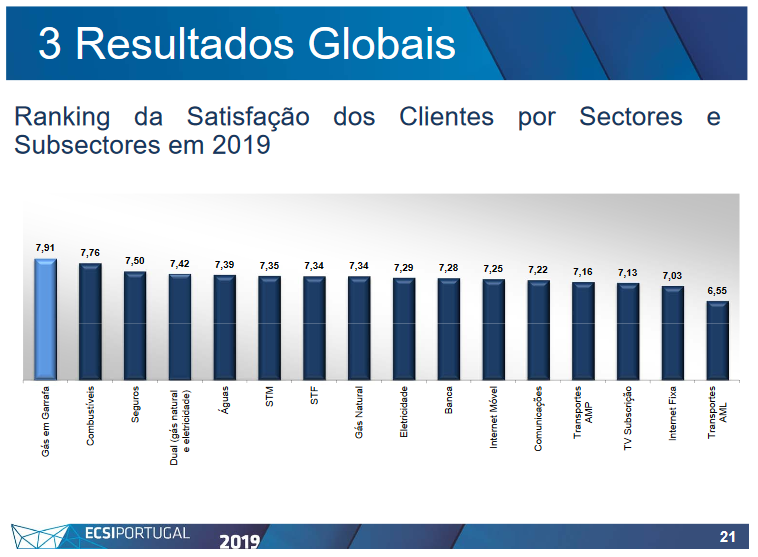 3 Resultados Globais
Ranking da Satisfação dos Clientes por Sectores e
Subsectores em 2019
7,91
7,76
7,50
7,42
7,39
7,35
7,34
7,34
7,29
7,28
7,25
7,22
7,16
7,13
7,03
6,55
Gás em Garrafa
Combustíveis
Seguros
Dual (gás natural
e eletricidade)
Águas
STM
STF
Gás Natural
Eletricidade
Banca
Internet Móvel
Comunicações
Transportes
AMP
TV Subscrição
Internet Fixa
Transportes
AML
ECSIPORTUGAL
2019
21